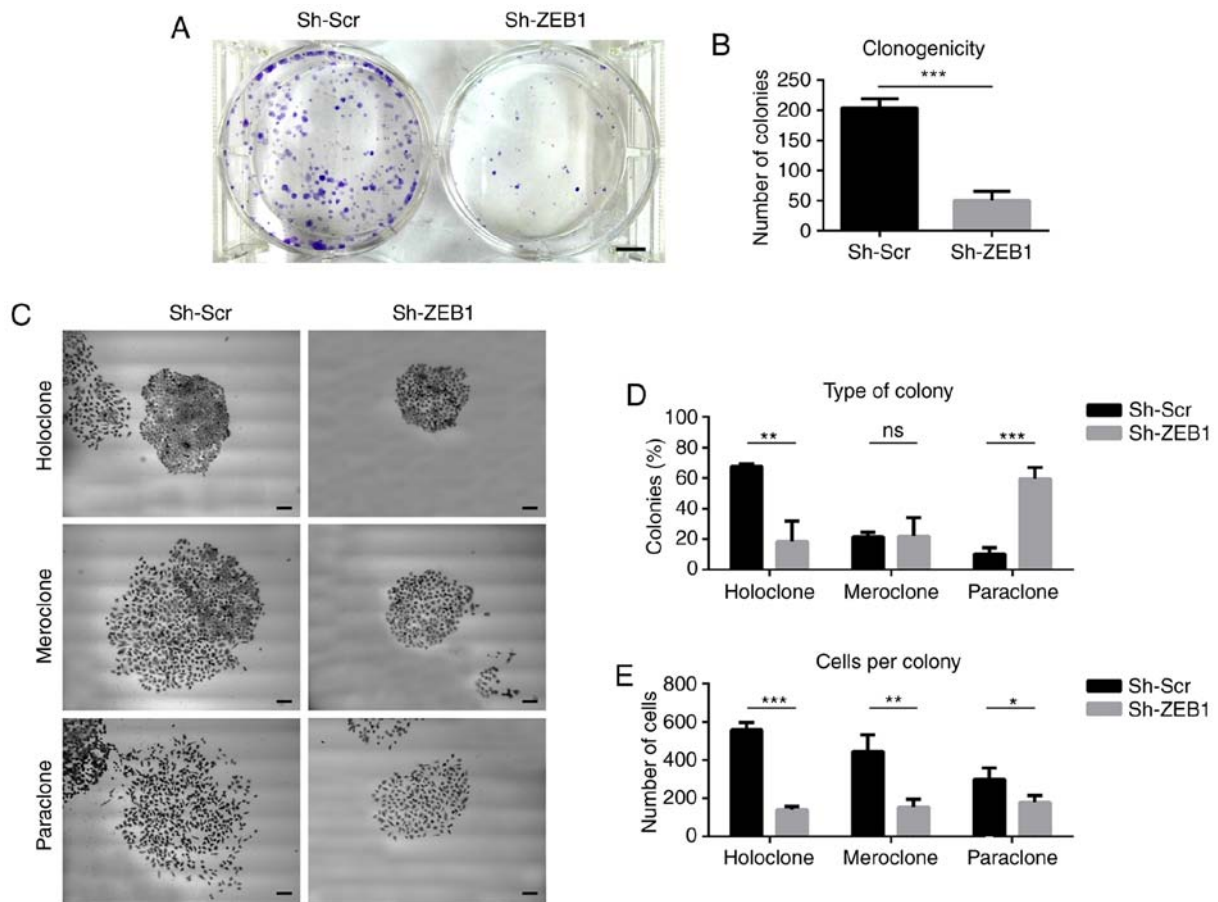 A
Sh-Scr
Sh-ZEB1
B
Clonogenicity
***
Number of colonies
250
200
150
100
50
0
Sh-Scr
Sh-ZEB1
C
Sh-Scr
Sh-ZEB1
Holoclone
Meroclone
Paraclone
D
Type of colony
Sh-Scr
Sh-ZEB1
Colonies (%)
100
80
60
40
20
0
**
ns
***
Holoclone
Meroclone
Paraclone
E
Cells per colony
Sh-Scr
Sh-ZEB1
Number of cells
800
600
400
200
0
***
**
*
Holoclone
Meroclone
Paraclone